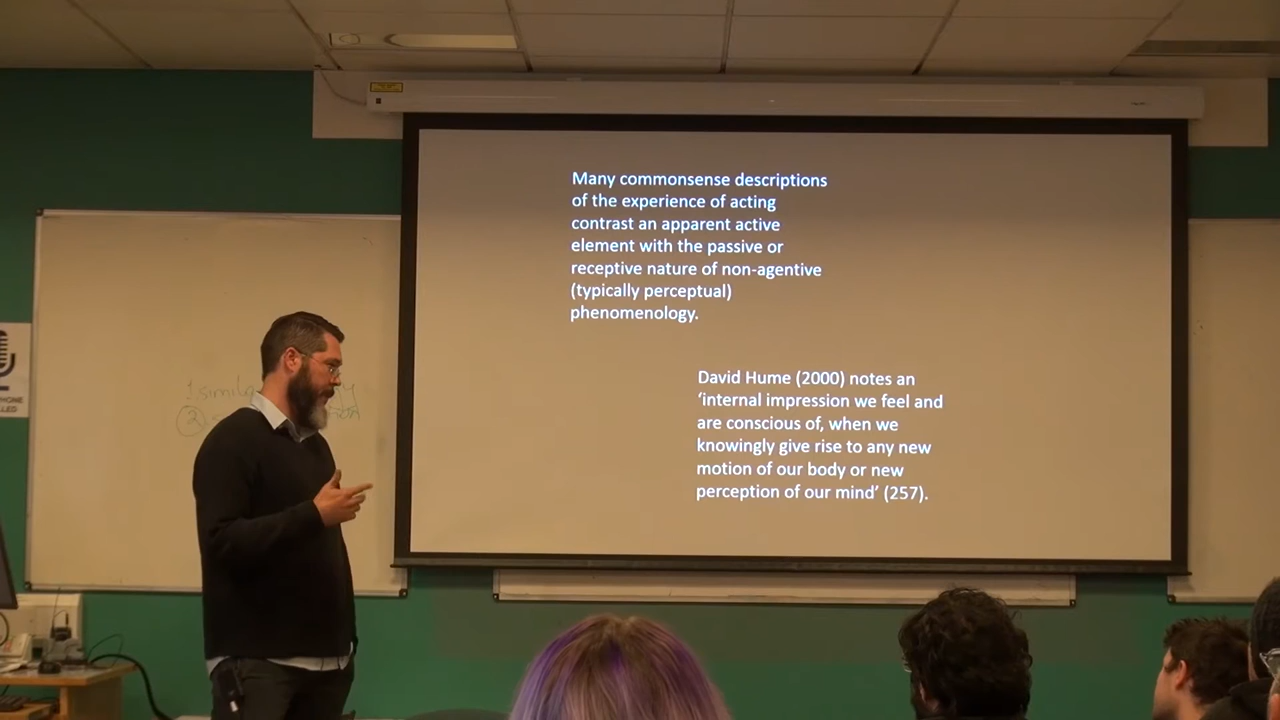 Many commonsense descriptions
of the experience of acting
contrast an apparent active
element with the passive or
receptive nature of non-agentive
(typically perceptual)
phenomenology.
David Hume (2000) notes an
‘internal impression we feel and
are conscious of, when we
knowingly give rise to any new
motion of our body or new
perception of our mind’ (257).